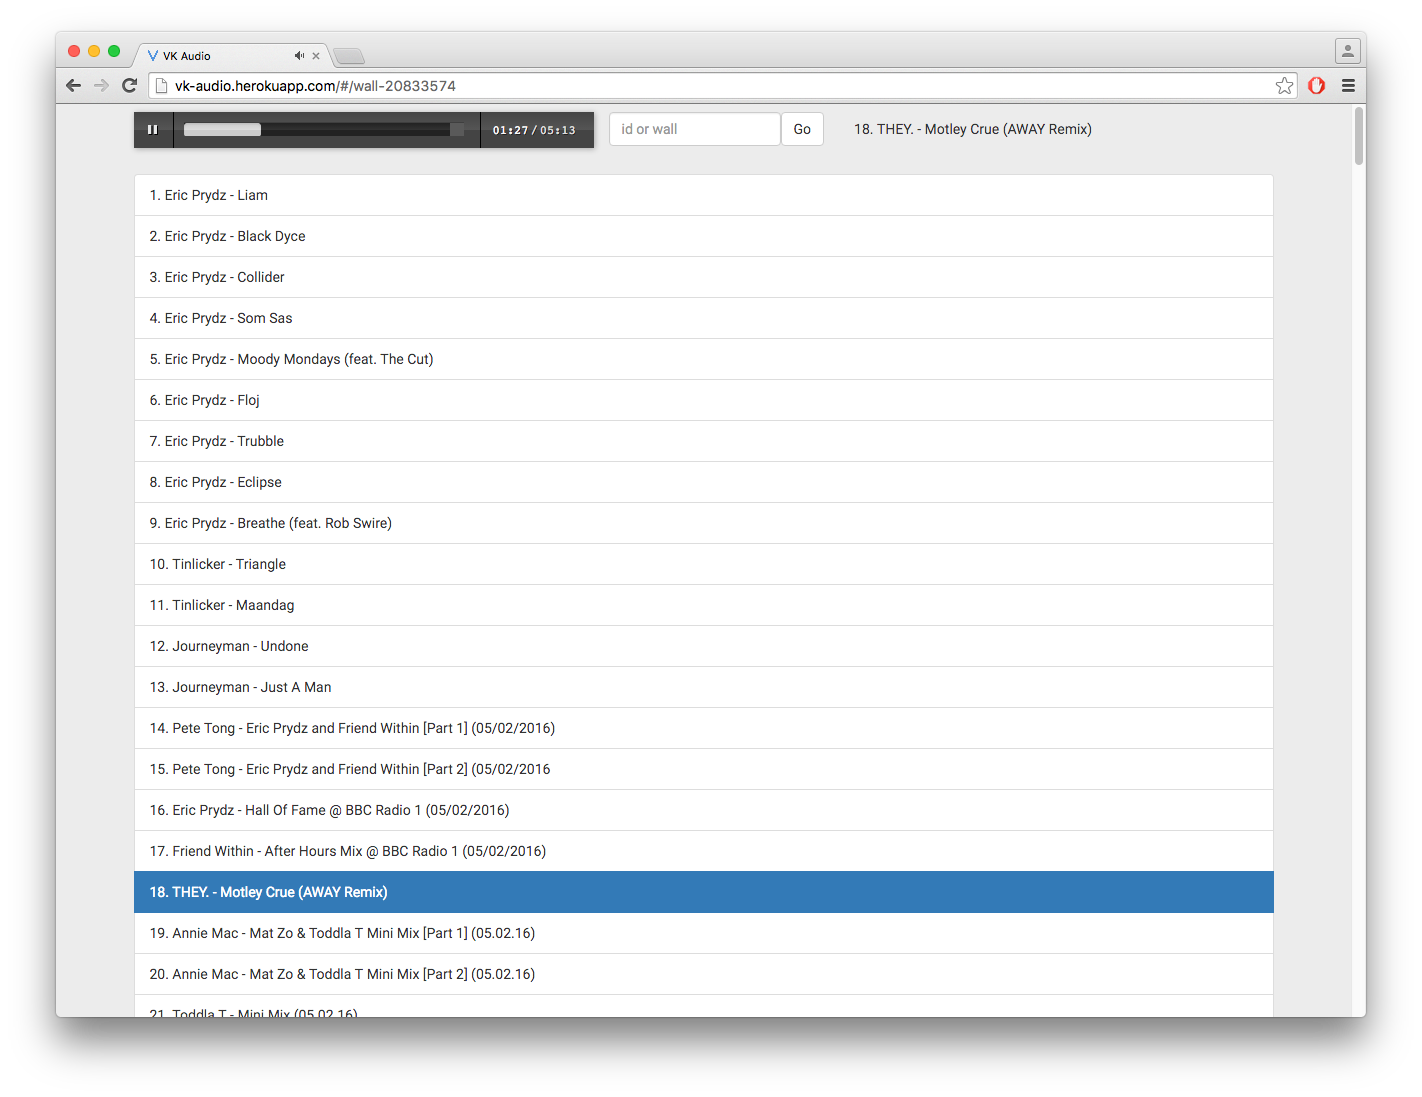 VK Audio
vk-audio.herokuapp.com/#/wall-20833574
01:27 / 05:13
id or wall
Go
18. THEY. - Motley Crue (AWAY Remix)
1. Eric Prydz - Liam
2. Eric Prydz - Black Dyce
3. Eric Prydz - Collider
4. Eric Prydz - Som Sas
5. Eric Prydz - Moody Mondays (feat. The Cut)
6. Eric Prydz - Floj
7. Eric Prydz - Trubble
8. Eric Prydz - Eclipse
9. Eric Prydz - Breathe (feat. Rob Swire)
10. Tinlicker - Triangle
11. Tinlicker - Maandag
12. Journeyman - Undone
13. Journeyman - Just A Man
14. Pete Tong - Eric Prydz and Friend Within [Part 1] (05/02/2016)
15. Pete Tong - Eric Prydz and Friend Within [Part 2] (05/02/2016
16. Eric Prydz - Hall Of Fame @ BBC Radio 1 (05/02/2016)
17. Friend Within - After Hours Mix @ BBC Radio 1 (05/02/2016)
18. THEY. - Motley Crue (AWAY Remix)
19. Annie Mac - Mat Zo & Toddla T Mini Mix [Part 1] (05.02.16)
20. Annie Mac - Mat Zo & Toddla T Mini Mix [Part 2] (05.02.16)
21. Toddla T - Mini Mix (05.02.16)